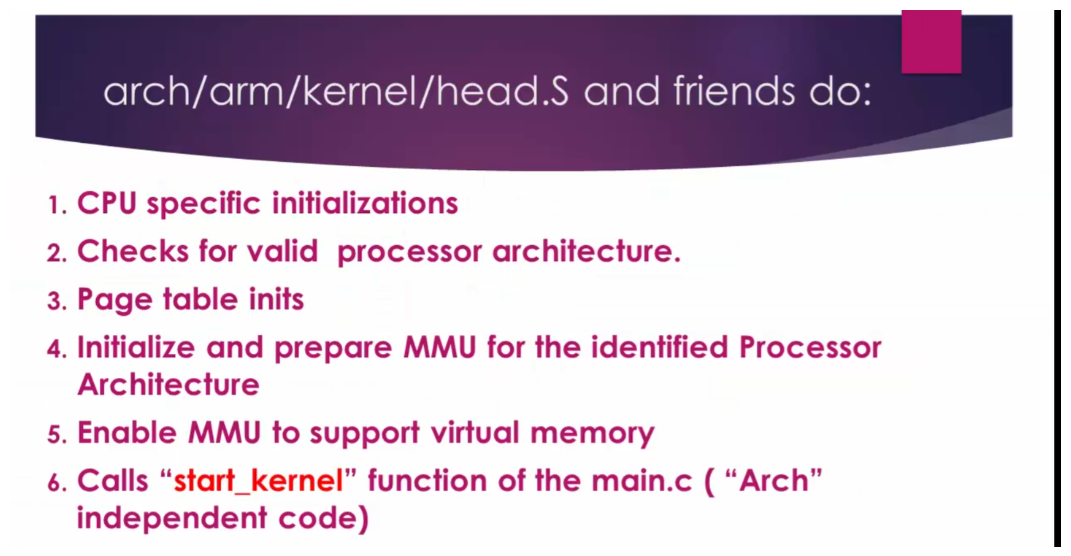 arch/arm/kernel/head.S and friends do:
1. CPU specific initializations
2. Checks for valid  processor architecture.
3. Page table inits
4. Initialize and prepare MMU for the identified Processor
Architecture
5. Enable MMU to support virtual memory
6. Calls “start_kernel” function of the main.c ( “Arch”
independent code)